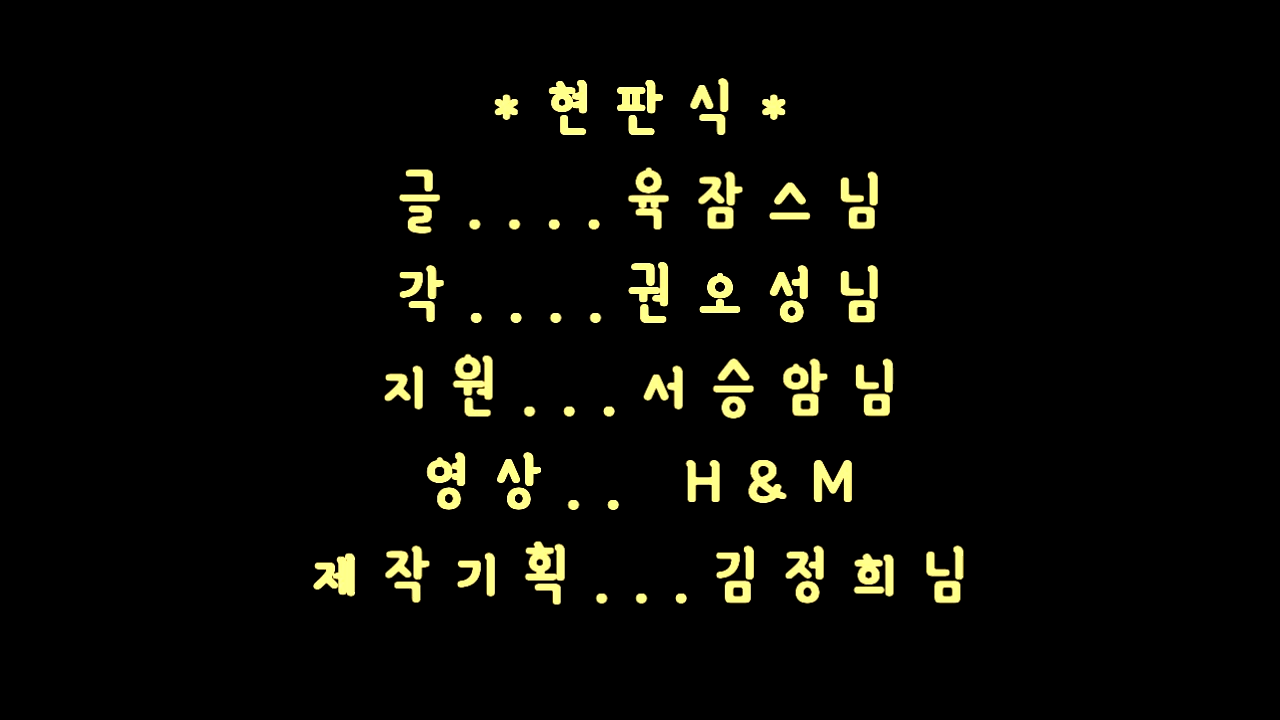 * 현 판 식 *
글 . . . . 육 잠 스 님
각 . . . . 권 오 성 님
지 원 . . . 서 승 암 님
영 상 . . H & M
제 작 기 획 . . . 김 정 희 님